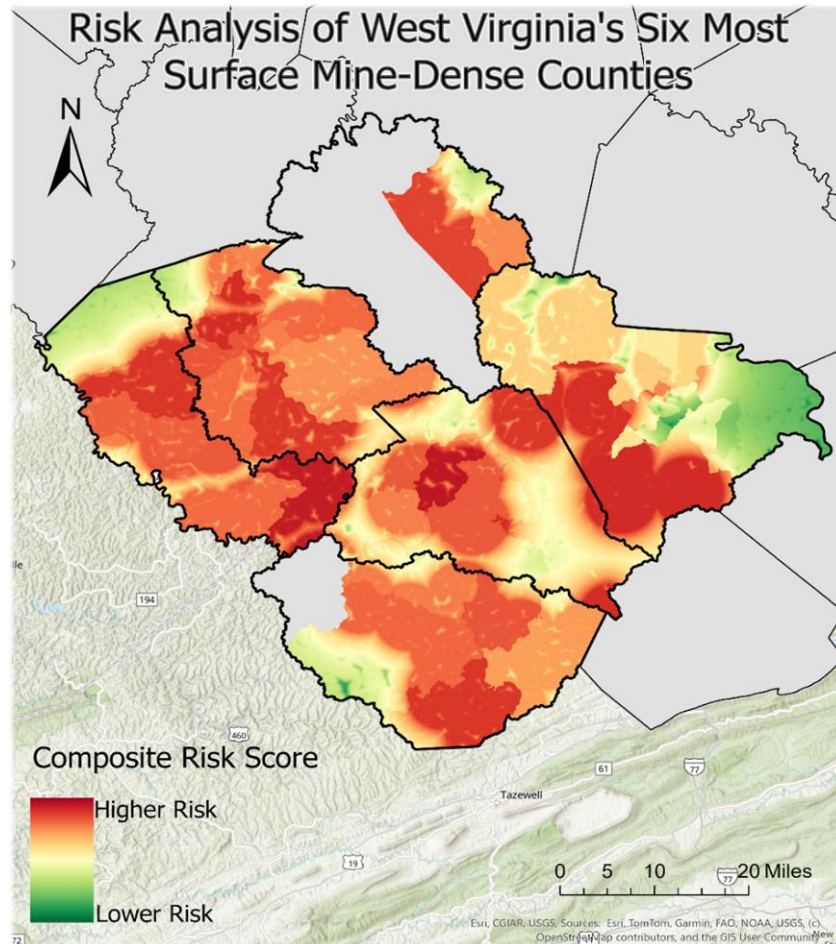 Risk Analysis of West Virginia's Six Most
Surface Mine-Dense Counties
N
194
460
Composite Risk Score
Higher Risk
Lower Risk
61
77
Tazewell
19
0 5 10 20 Miles
77
72
Esri, CGIAR, USGS, Sources: Esri, TomTom, Garmin, FAO, NOAA, USGS, (c)
OpenStreetMap contributors, and the GIS User Community